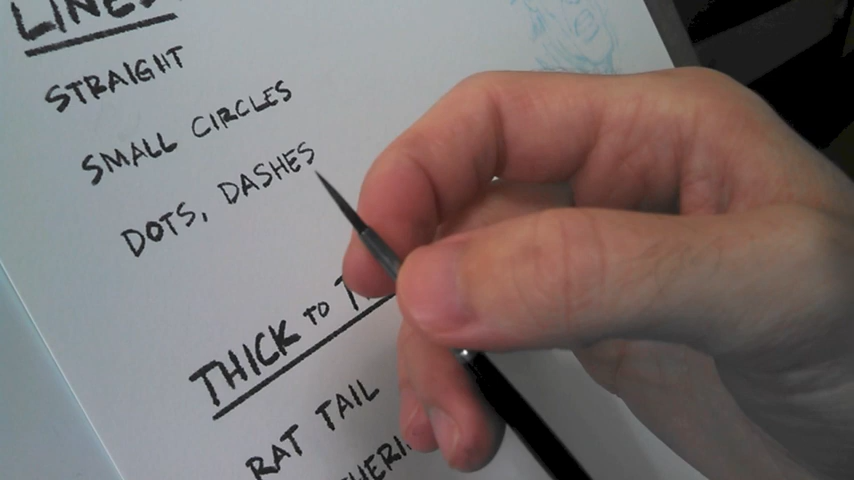 STRAIGHT
SMALL CIRCLES
DOTS, DASHES
THICK TO
RAT TAIL